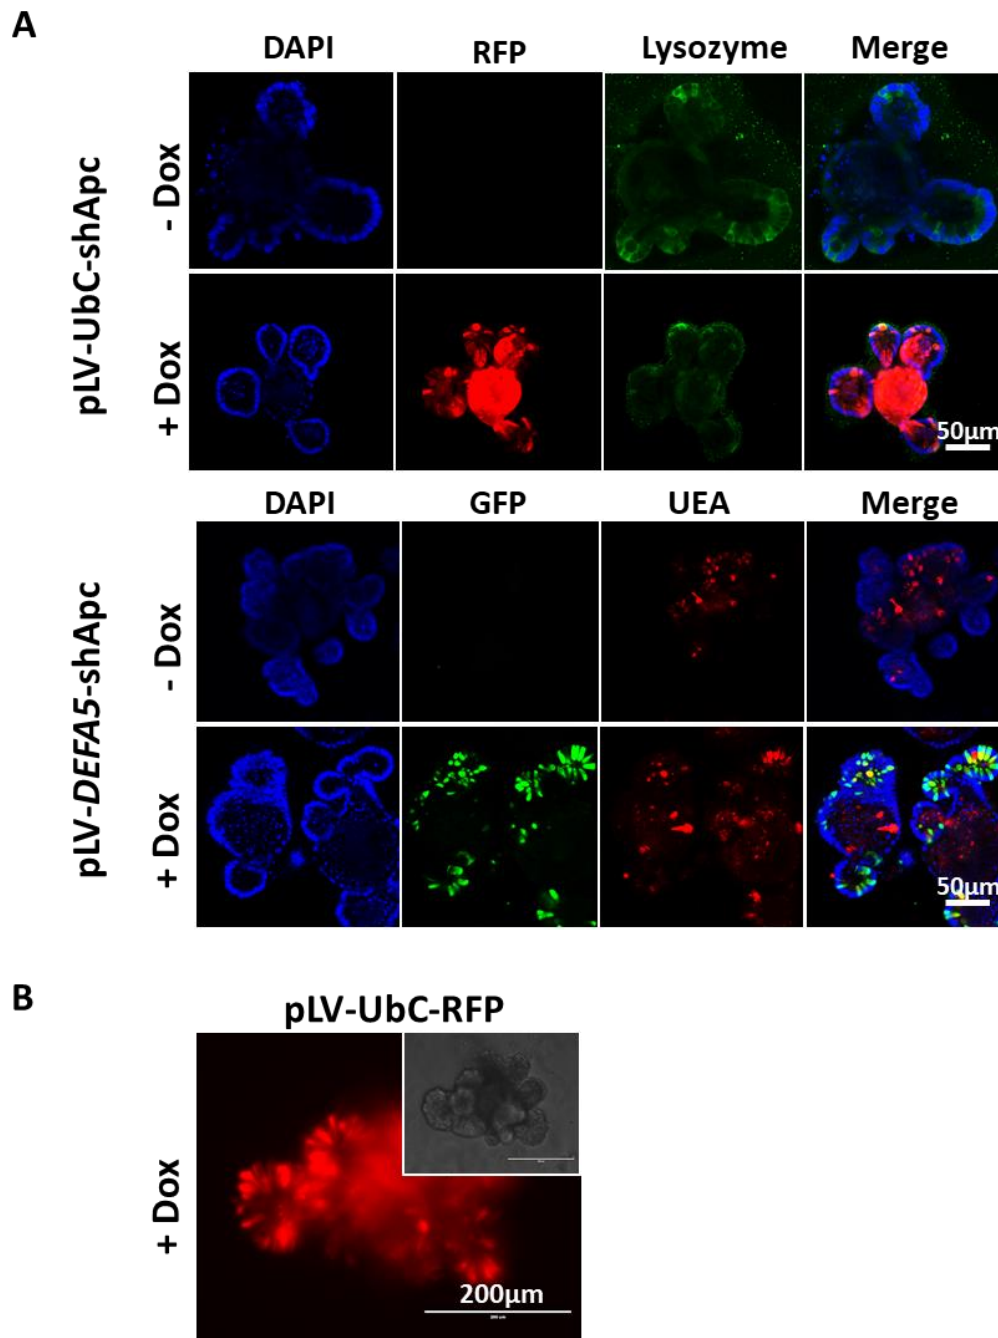 A
DAPI RFP Lysozyme Merge
pLV-UbC-shApc
- Dox
+ Dox
50μm
DAPI GFP UEA Merge
pLV-DEFA5-shApc
- Dox
+ Dox
50μm
B
pLV-UbC-RFP
+ Dox
200μm